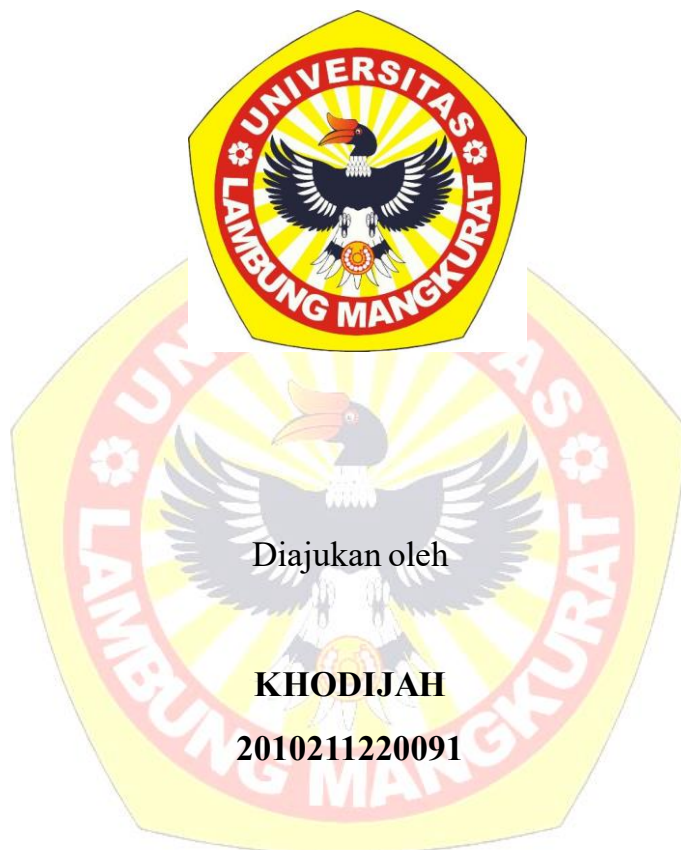 UNIVERSITAS
LAMBUNG MANGKURAT
Diajukan oleh
KHODIJAH
2010211220091